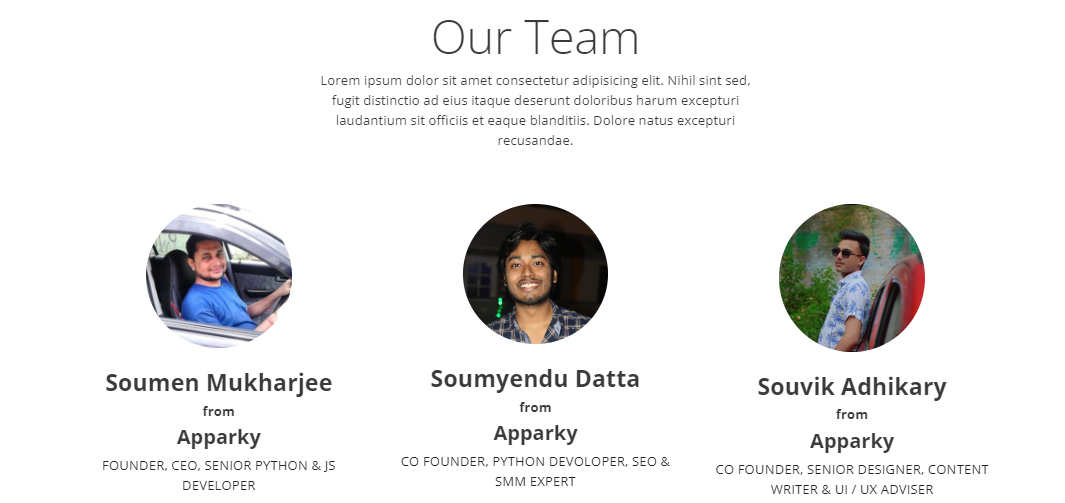 Our Team
Lorem ipsum dolor sit amet consectetur adipisicing elit. Nihil sint sed,
fugit distinctio ad eius itaque deserunt doloribus harum excepturi
laudantium sit officiis et eaque blanditiis. Dolore natus excepturi
recusandae.
Soumen Mukharjee
from
Apparky
FOUNDER, CEO, SENIOR PYTHON & JS
DEVELOPER
Soumyendu Datta
from
Apparky
CO FOUNDER, PYTHON DEVOLOPER, SEO &
SMM EXPERT
Souvik Adhikary
from
Apparky
CO FOUNDER, SENIOR DESIGNER, CONTENT
WRITER & UI / UX ADVISER